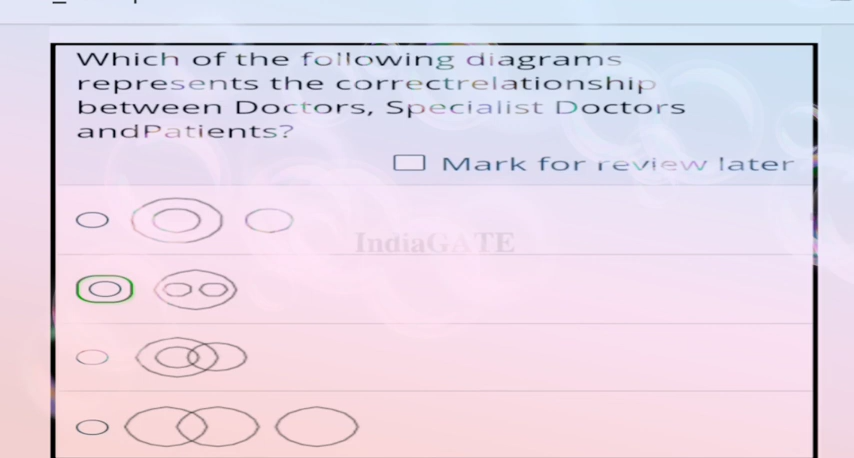 Which of the following diagrams
represents the correctrelationship
between Doctors, Specialist Doctors
andPatients?
Mark for review later
IndiaGATE